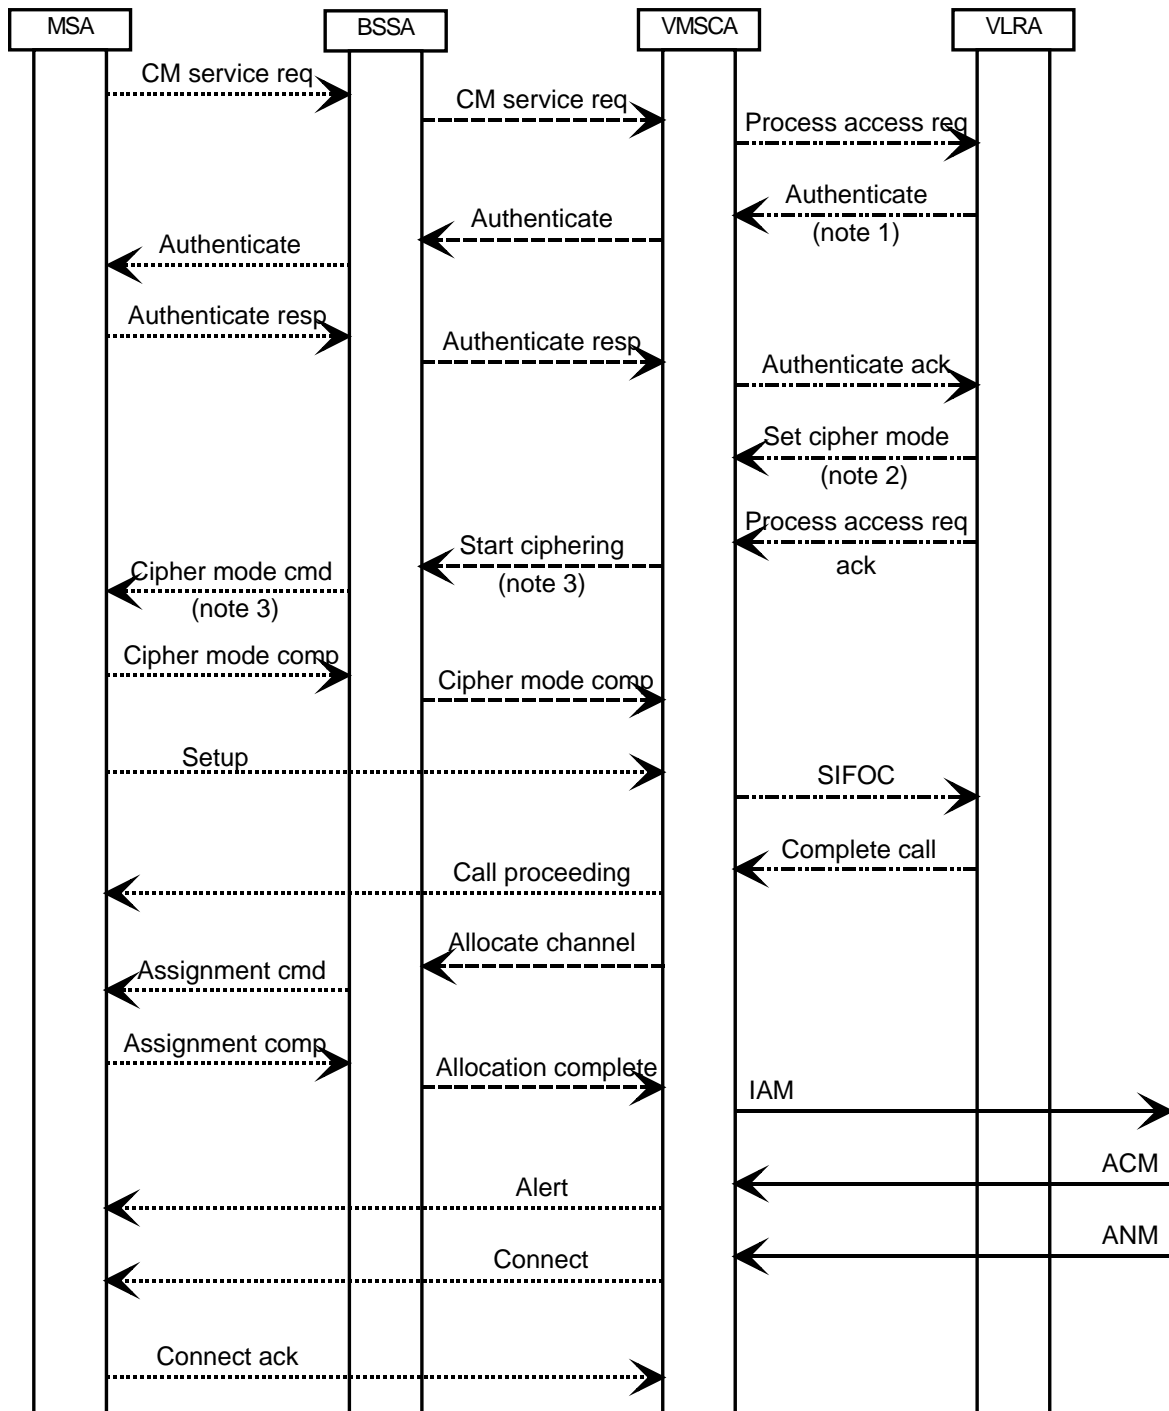 MSA
BSSA
VMSCA
VLRA
CM service req
CM service req
Process access req
Authenticate
(note 1)
Authenticate
Authenticate
Authenticate resp
Authenticate resp
Authenticate ack
Set cipher mode
(note 2)
Process access req
ack
Start ciphering
(note 3)
Cipher mode cmd
(note 3)
Cipher mode comp
Cipher mode comp
Setup
SIFOC
Complete call
Call proceeding
Allocate channel
Assignment cmd
Assignment comp
Allocation complete
IAM
ACM
Alert
ANM
Connect
Connect ack